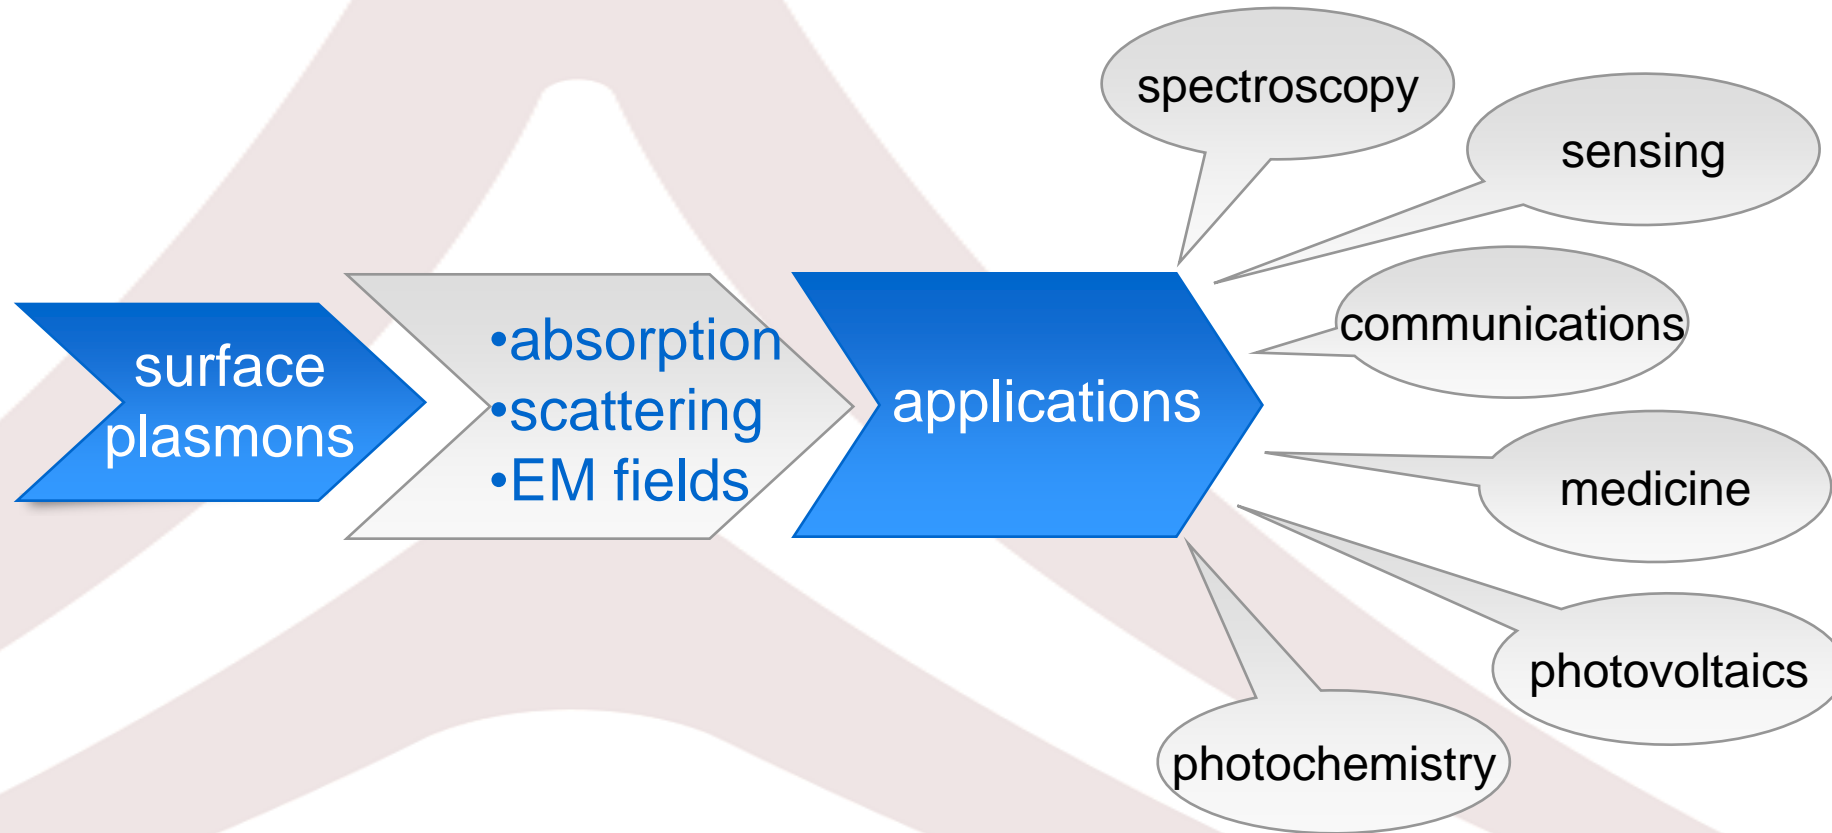 surface
plasmons
•absorption
•scattering
•EM fields
applications
spectroscopy
sensing
communications
medicine
photovoltaics
photochemistry